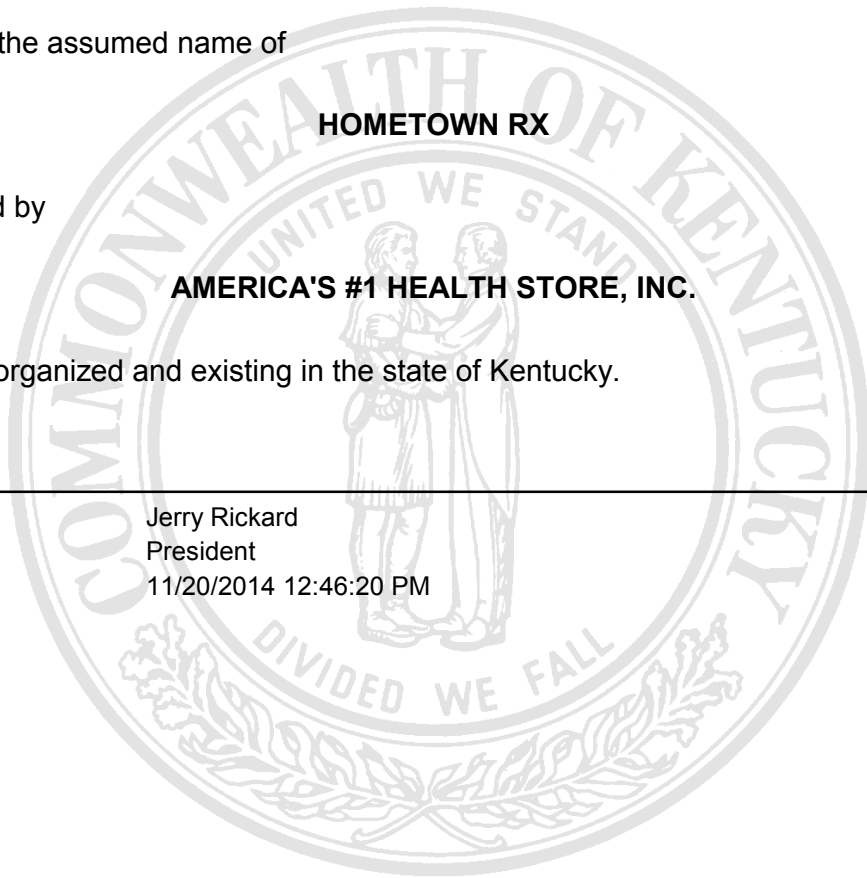 the assumed name of
HOMETOWN RX
d by
AMERICA'S #1 HEALTH STORE, INC.
organized and existing in the state of Kentucky.
Jerry Rickard
President
11/20/2014 12:46:20 PM
COMMONWEALTH OF KENTUCKY
UNITED WE STAND
DIVIDED WE FALL